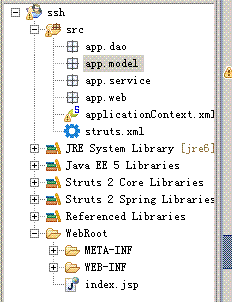 ssh
src
app.dao
app.model
app.service
app.web
applicationContext.xml
struts.xml
JRE System Library [jre6]
Java EE 5 Libraries
Struts 2 Core Libraries
Struts 2 Spring Libraries
Referenced Libraries
WebRoot
META-INF
WEB-INF
index.jsp